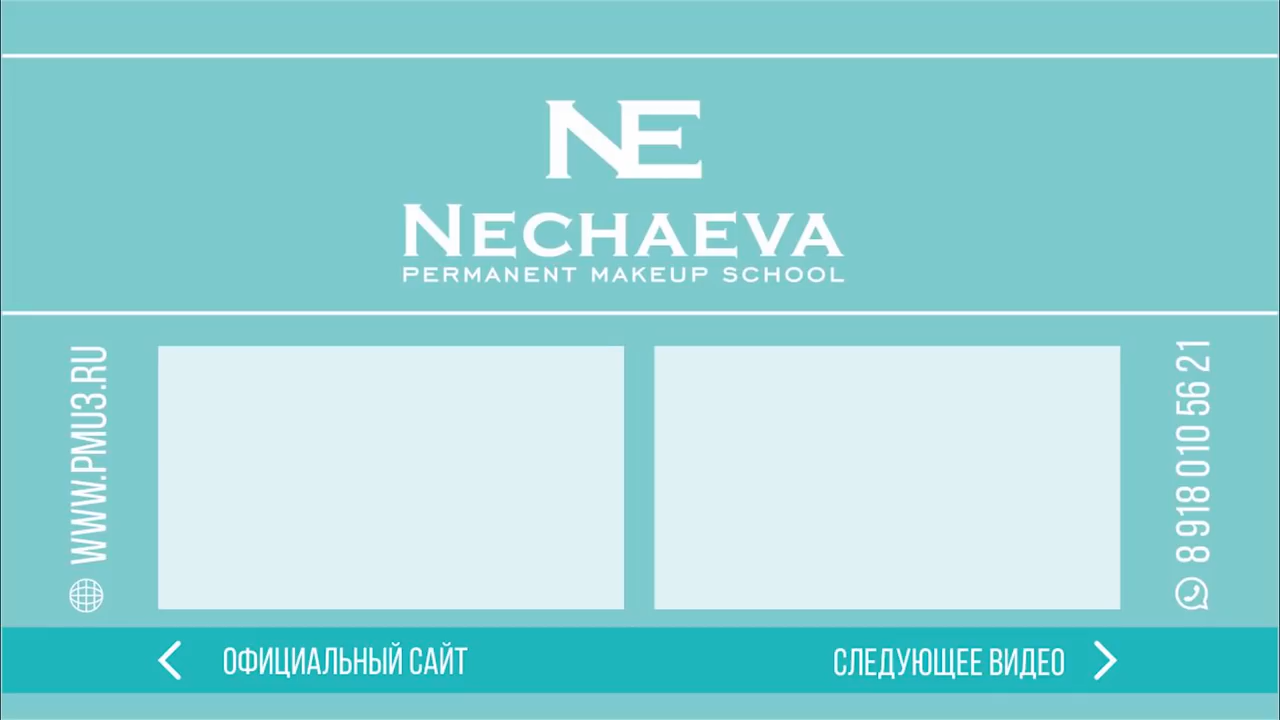 NE
NECHAEVA
PERMANENT MAKEUP SCHOOL
WWW.PMU3.RU
8 918 010 56 21
ОФИЦИАЛЬНЫЙ САЙТ
СЛЕДУЮЩЕЕ ВИДЕО